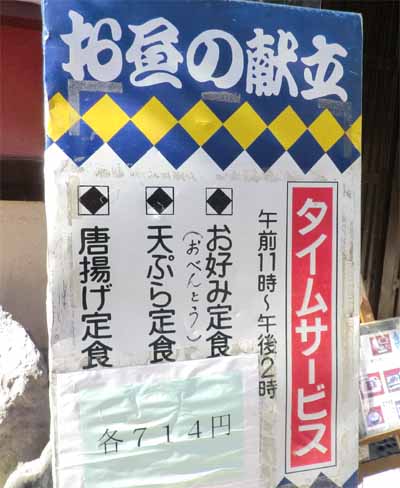 お昼の献立
タイムサービス
午前11時～午後2時
お好み定食
（おべんとう）
天ぷら定食
唐揚げ定食
各714円